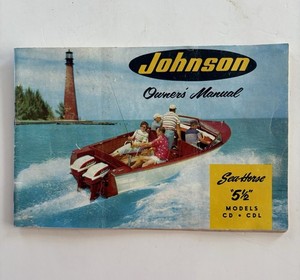 Johnson
Owners' Manual
Sea-Horse
"5½"
MODELS
CD • CDL